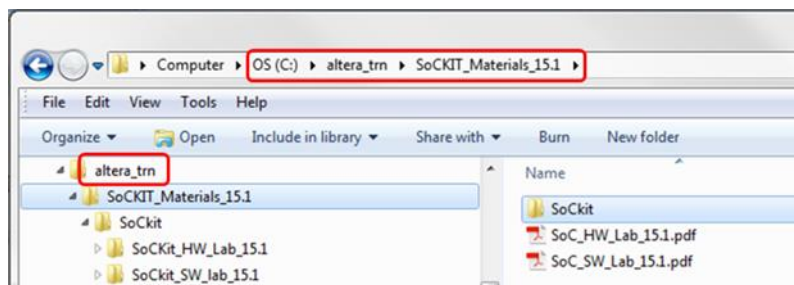 Computer OS (C:) altera_trn SoCKIT_Materials_15.1
File Edit View Tools Help
Organize Open Include in library Share with Burn New folder
altera_trn
SoCKIT_Materials_15.1
SoCkit
SoCKit_HW_Lab_15.1
SoCkit_SW_lab_15.1
Name
SoCkit
SoC_HW_Lab_15.1.pdf
SoC_SW_Lab_15.1.pdf